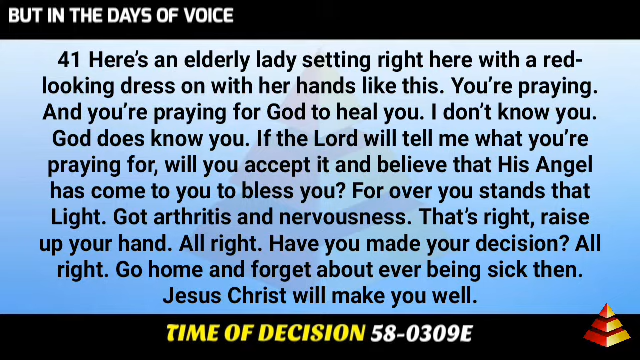 BUT IN THE DAYS OF VOICE
41 Here's an elderly lady setting right here with a red-
looking dress on with her hands like this. You're praying.
And you're praying for God to heal you. I don't know you.
God does know you. If the Lord will tell me what you're
praying for, will you accept it and believe that His Angel
has come to you to bless you? For over you stands that
Light. Got arthritis and nervousness. That's right, raise
up your hand. All right. Have you made your decision? All
right. Go home and forget about ever being sick then.
Jesus Christ will make you well.
TIME OF DECISION 58-0309E